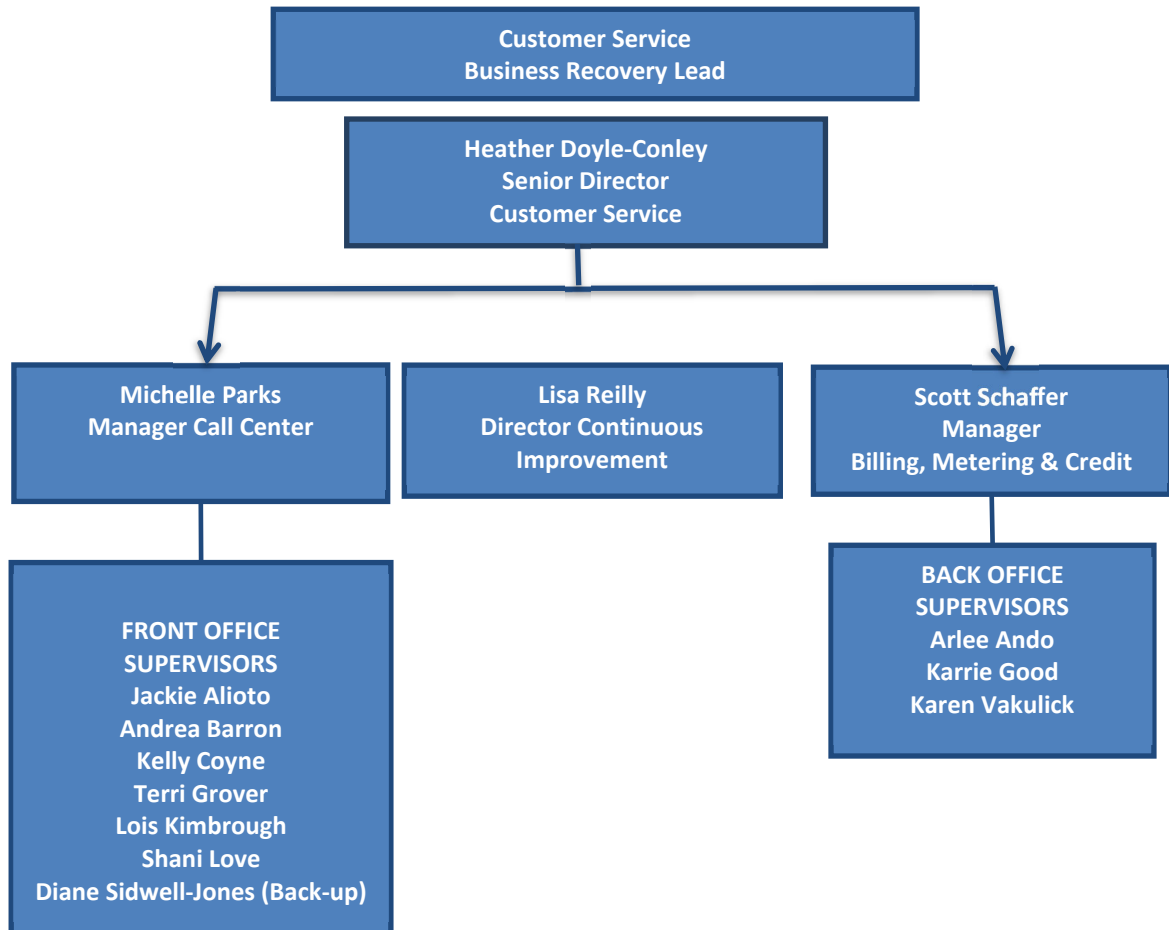 Customer Service
Business Recovery Lead
Heather Doyle-Conley
Senior Director
Customer Service
Michelle Parks
Manager Call Center
Lisa Reilly
Director Continuous
Improvement
Scott Schaffer
Manager
Billing, Metering & Credit
FRONT OFFICE
SUPERVISORS
Jackie Alioto
Andrea Barron
Kelly Coyne
Terri Grover
Lois Kimbrough
Shani Love
Diane Sidwell-Jones (Back-up)
BACK OFFICE
SUPERVISORS
Arlee Ando
Karrie Good
Karen Vakulick